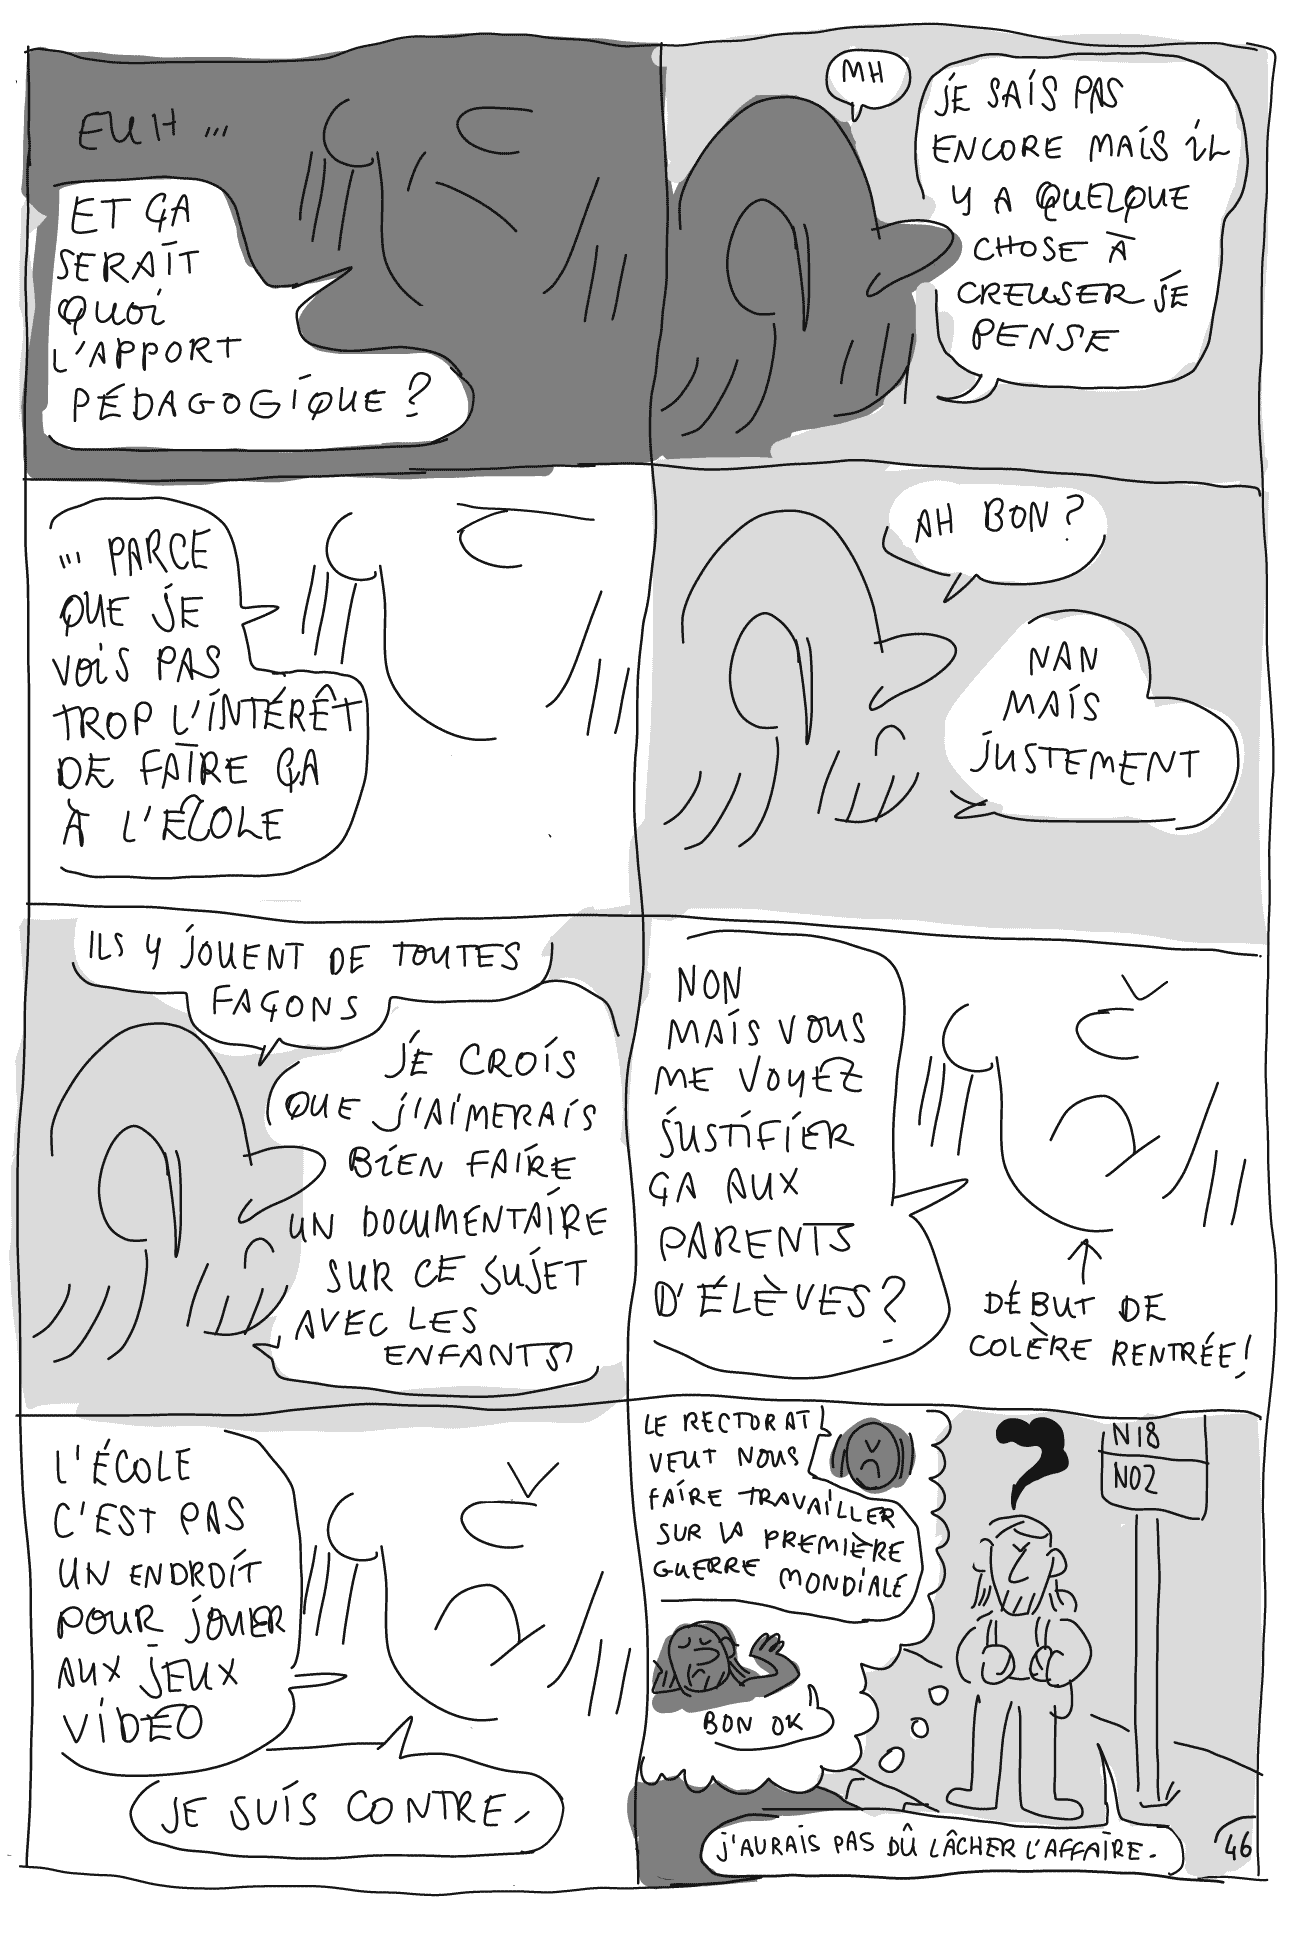 EUH ...
ET ÇA
SERAIT
QUOI
L'APPORT
PÉDAGOGIQUE ?
MH
JE SAIS PAS
ENCORE MAIS IL
Y A QUELQUE
CHOSE À
CREUSER JE
PENSE
... PARCE
QUE JE
VOIS PAS
TROP L'INTÉRÊT
DE FAIRE ÇA
À L'ÉCOLE
AH BON ?
NAN
MAIS
JUSTEMENT
ILS Y JOUENT DE TOUTES
FAÇONS
JE CROIS
QUE J'AIMERAIS
BIEN FAIRE
UN DOCUMENTAIRE
SUR CE SUJET
AVEC LES
ENFANTS
NON
MAIS VOUS
ME VOYEZ
JUSTIFIER
ÇA AUX
PARENTS
D'ÉLÈVES ?
DÉBUT DE
COLÈRE RENTRÉE !
L'ÉCOLE
C'EST PAS
UN ENDROIT
POUR JOUER
AUX JEUX
VIDÉO
JE SUIS CONTRE.
LE RECTORAT
VEUT NOUS
FAIRE TRAVAILLER
SUR LA PREMIÈRE
GUERRE MONDIALE
BON OK
N18
N02
J'AURAIS PAS DÛ LÂCHER L'AFFAIRE.
46